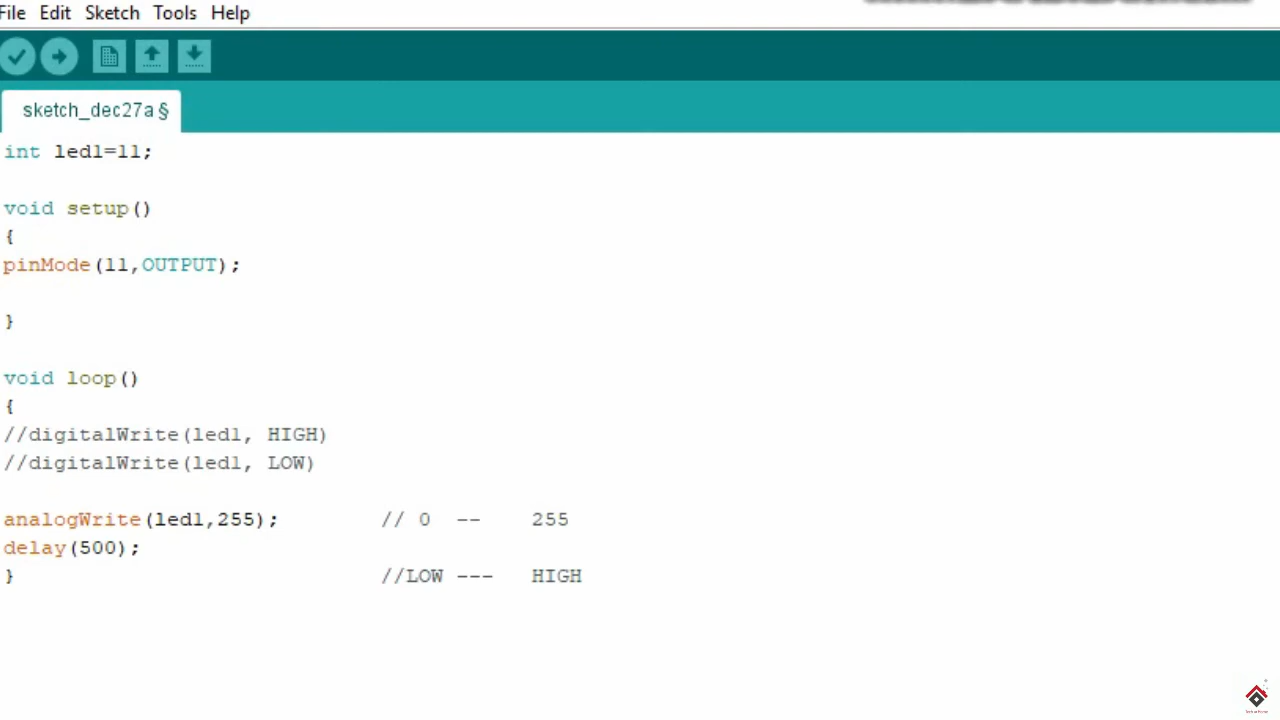 File Edit Sketch Tools Help
sketch_dec27a §
int led1=11;
void setup()
{
pinMode(11,OUTPUT);
}
void loop()
{
//digitalWrite(led1, HIGH)
//digitalWrite(led1, LOW)
analogWrite(led1,255); // 0 -- 255
delay(500);
} //LOW --- HIGH